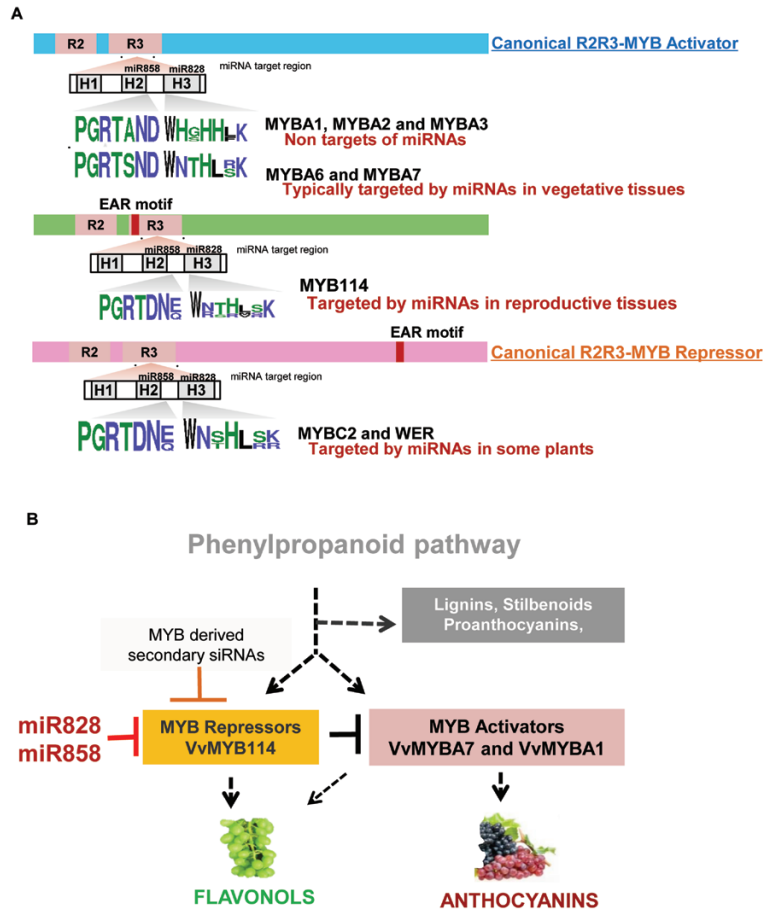 A
R2 R3 Canonical R2R3-MYB Activator
miR858 miR828 miRNA target region
H1 H2 H3
PGRTAND WHGHHLK MYBA1, MYBA2 and MYBA3
Non targets of miRNAs
PGRTSND WNTHLRK
S
MYBA6 and MYBA7
Typically targeted by miRNAs in vegetative tissues
EAR motif
R2 R3
miR858 miR828 miRNA target region
H1 H2 H3
MYB114
PGRTDNE
Q
Targeted by miRNAs in reproductive tissues
EAR motif
R2 R3 Canonical R2R3-MYB Repressor
miR858 miR828 miRNA target region
H1 H2 H3
PGRTDNE
Q
MYBC2 and WER
Targeted by miRNAs in some plants
B
Phenylpropanoid pathway
Lignins, Stilbenoids
Proanthocyanins,
MYB derived
secondary siRNAs
miR828
miR858
MYB Repressors
VvMYB114
MYB Activators
VvMYBA7 and VvMYBA1
FLAVONOLS ANTHOCYANINS